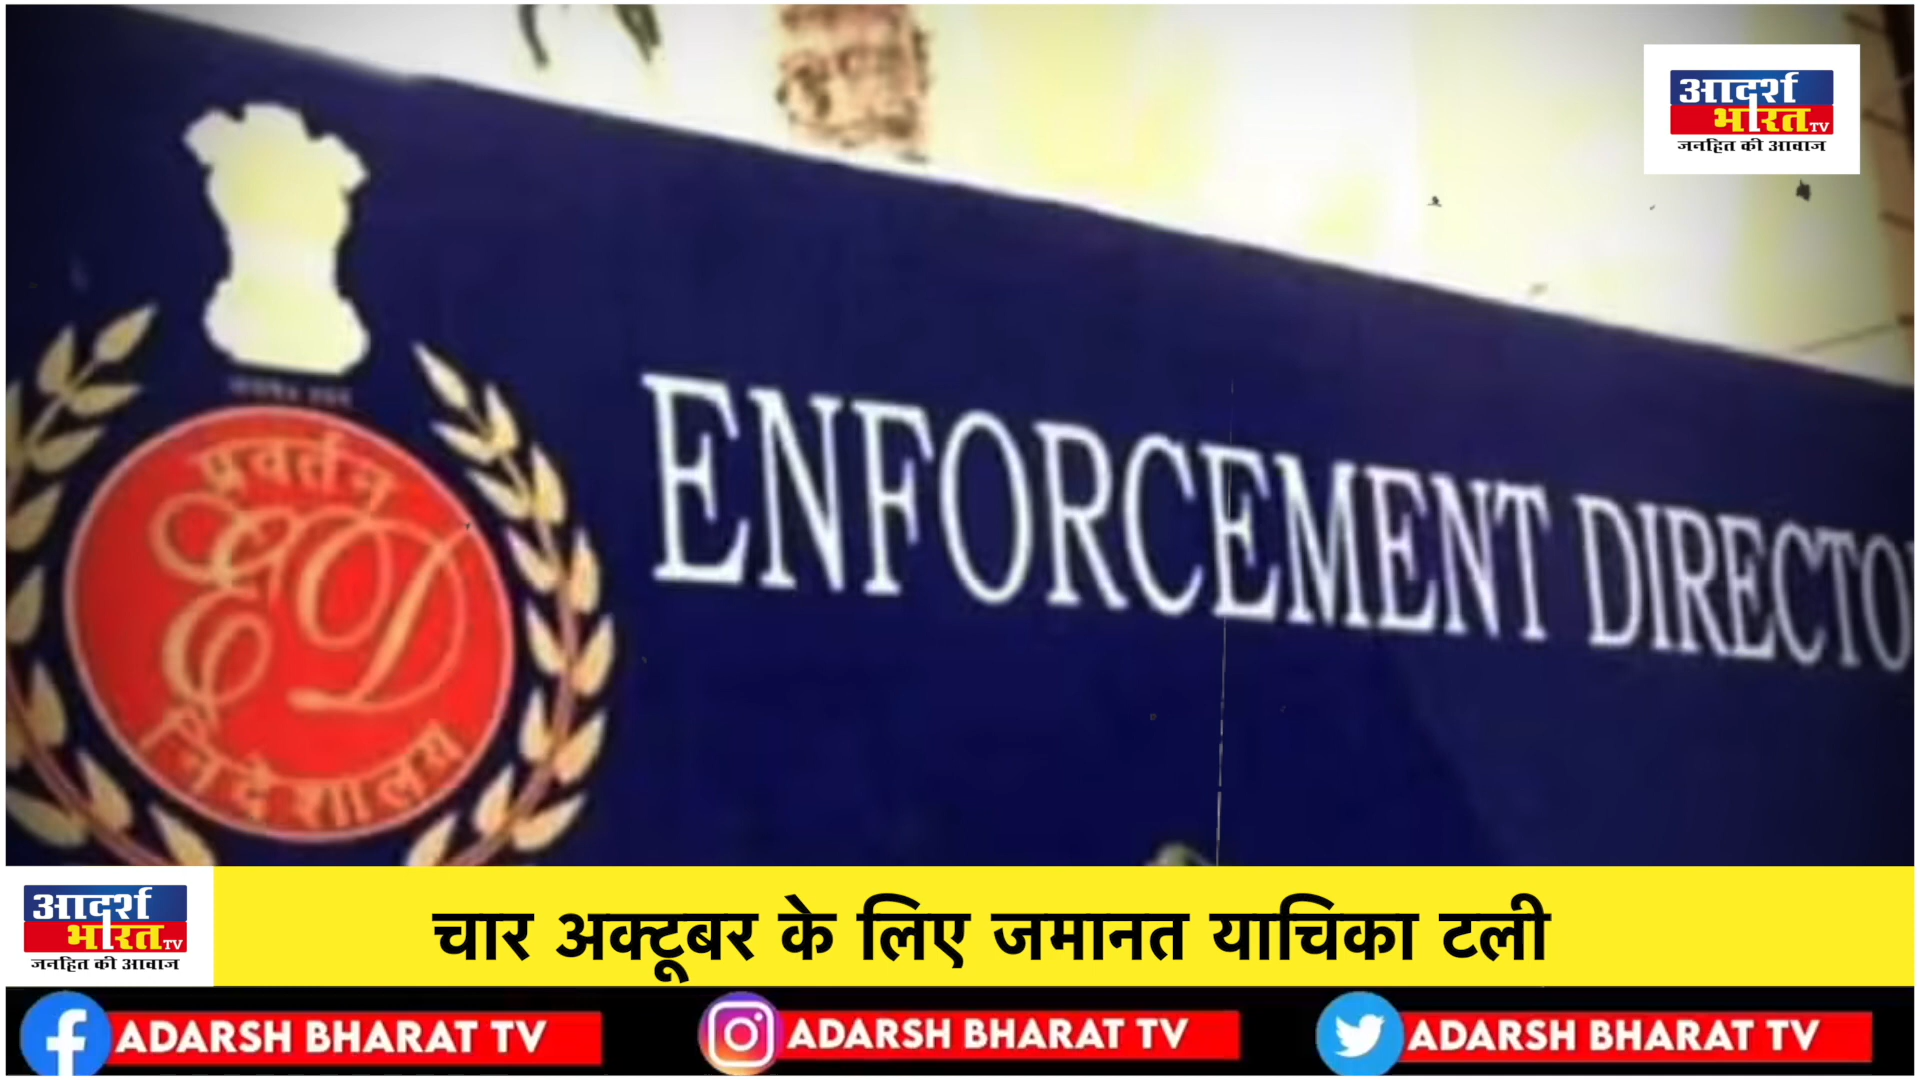 आदर्श
भारत TV
जनहित की आवाज
प्रवर्तन
ED
निदेशालय
ENFORCEMENT DIRECTO
आदर्श
भारत TV
जनहित की आवाज
चार अक्टूबर के लिए जमानत याचिका टली
ADARSH BHARAT TV
ADARSH BHARAT TV
ADARSH BHARAT TV